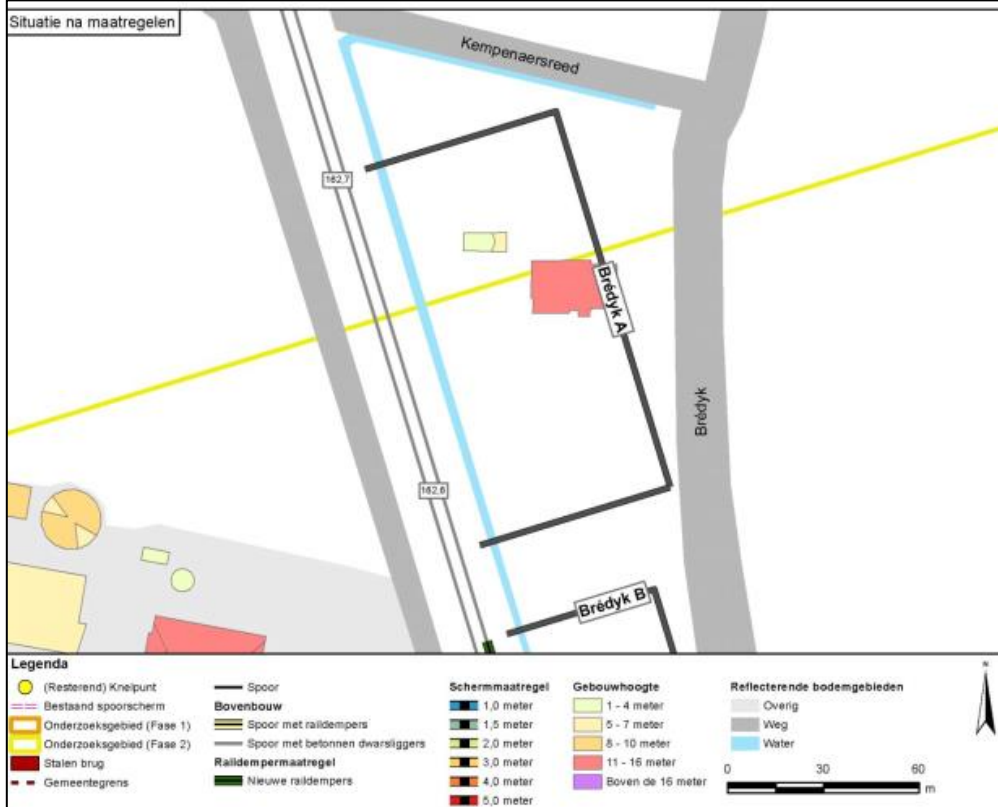 Situatie na maatregelen
Kempenaersreed
162,7
Brédyk A
Brédyk
162,6
Brédyk B
Legenda
(Resterend) Knelpunt
Bestaand spoorscherm
Onderzoeksgebied (Fase 1)
Onderzoeksgebied (Fase 2)
Stalen brug
Gemeentegrens
Spoor
Bovenbouw
Spoor met raildempers
Spoor met betonnen dwarsliggers
Raildempermaatregel
Nieuwe raildempers
Schermmaatregel
1,0 meter
1,5 meter
2,0 meter
3,0 meter
4,0 meter
5,0 meter
Gebouwhoogte
1 - 4 meter
5 - 7 meter
8 - 10 meter
11 - 16 meter
Boven de 16 meter
Reflecterende bodemgebieden
Overig
Weg
Water
N
0 30 60
m